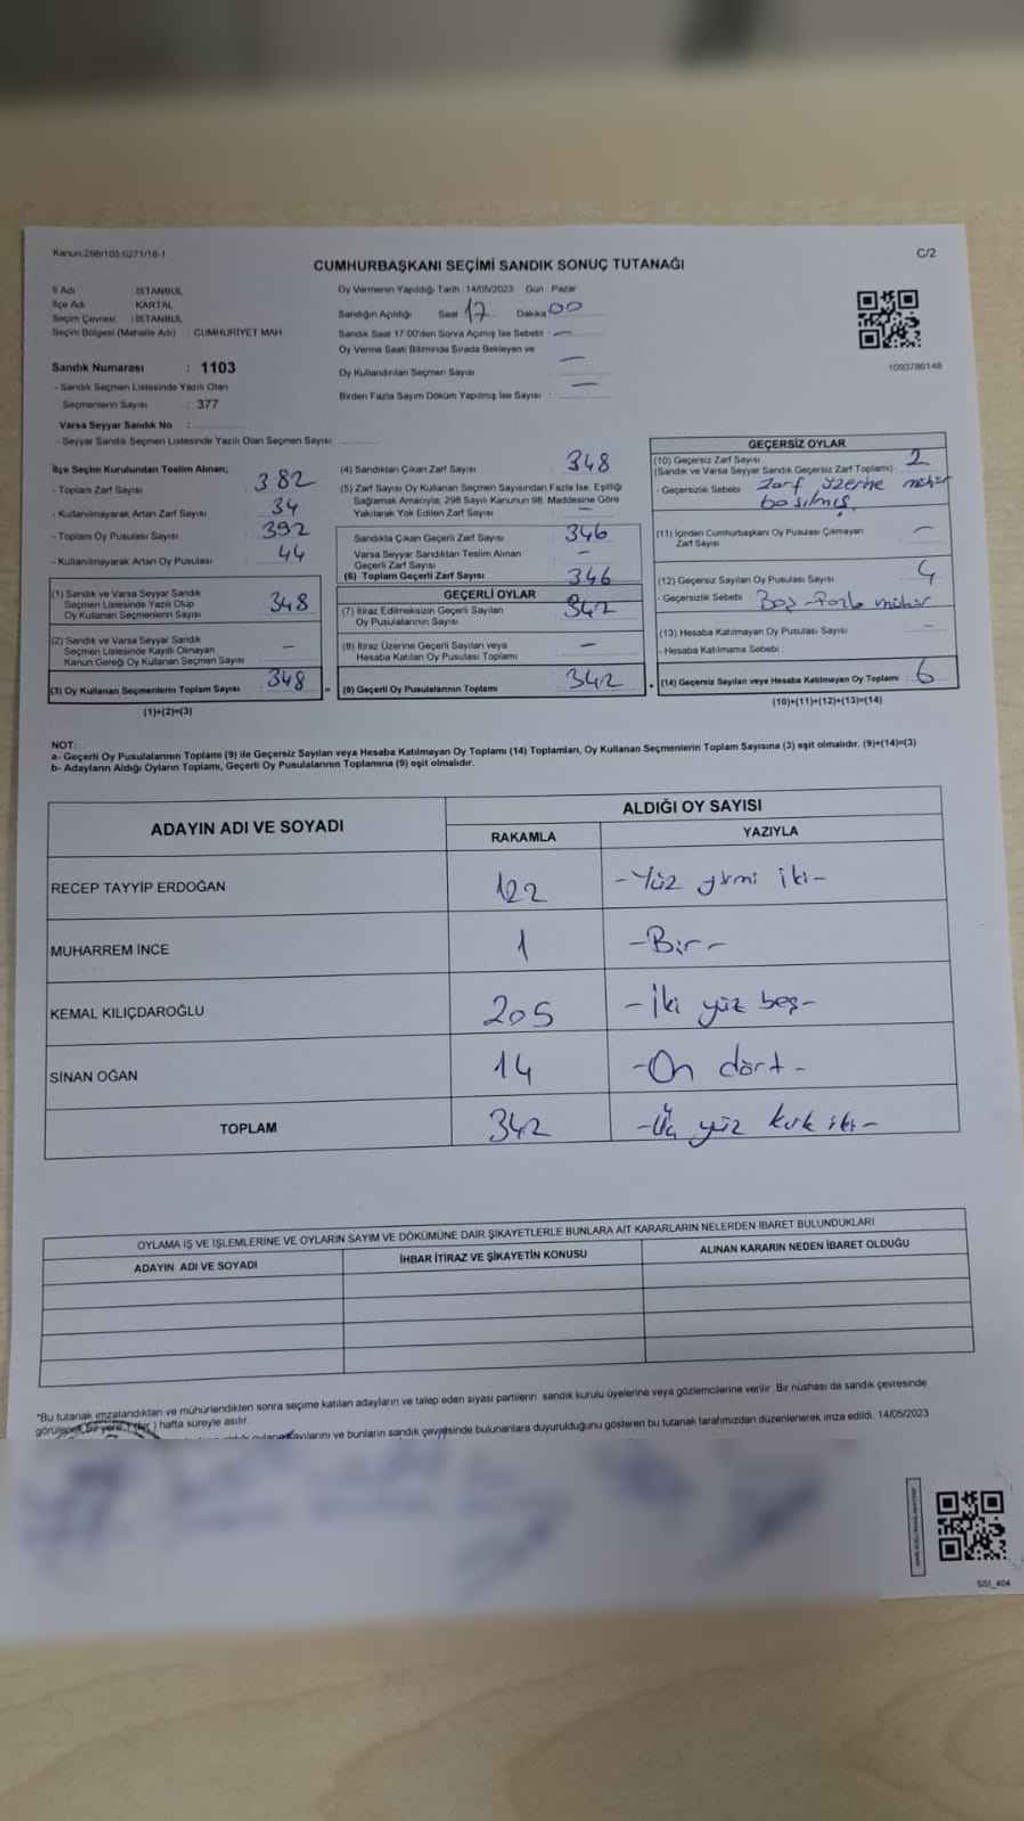 Kanun:298/105;6271/16-1
C/2
CUMHURBAŞKANI SEÇİMİ SANDIK SONUÇ TUTANAĞI
İl Adı : İSTANBUL
İlçe Adı : KARTAL
Seçim Çevresi : İSTANBUL
Seçim Bölgesi (Mahalle Adı) : CUMHURİYET MAH
Sandık Numarası : 1103
- Sandık Seçmen Listesinde Yazılı Olan
Seçmenlerin Sayısı : 377
Varsa Seyyar Sandık No :
- Seyyar Sandık Seçmen Listesinde Yazılı Olan Seçmen Sayısı
Oy Vermenin Yapıldığı Tarih :14/05/2023 Gün : Pazar
Sandığın Açıldığı Saat 17 Dakika 00
Sandık Saat 17:00'den Sonra Açılmış İse Sebebi : -
Oy Verme Saati Bitiminde Sırada Bekleyen ve
Oy Kullandırılan Seçmen Sayısı -
Birden Fazla Sayım Döküm Yapılmış İse Sayısı : -
1093780148
İlçe Seçim Kurulundan Teslim Alınan;
- Toplam Zarf Sayısı 382
- Kullanılmayarak Artan Zarf Sayısı 34
- Toplam Oy Pusulası Sayısı 392
- Kullanılmayarak Artan Oy Pusulası 44
(1) Sandık ve Varsa Seyyar Sandık
Seçmen Listesinde Yazılı Olup
Oy Kullanan Seçmenlerin Sayısı 348
(2) Sandık ve Varsa Seyyar Sandık
Seçmen Listesinde Kayıtlı Olmayan
Kanun Gereği Oy Kullanan Seçmen Sayısı -
(3) Oy Kullanan Seçmenlerin Toplam Sayısı 348
(1)+(2)=(3)
(4) Sandıktan Çıkan Zarf Sayısı 348
(5) Zarf Sayısı Oy Kullanan Seçmen Sayısından Fazla İse, Eşitliği
Sağlamak Amacıyla, 298 Sayılı Kanunun 98. Maddesine Göre
Yakılarak Yok Edilen Zarf Sayısı -
Sandıkta Çıkan Geçerli Zarf Sayısı 346
Varsa Seyyar Sandıktan Teslim Alınan
Geçerli Zarf Sayısı -
(6) Toplam Geçerli Zarf Sayısı 346
GEÇERLİ OYLAR
(7) İtiraz Edilmeksizin Geçerli Sayılan
Oy Pusulalarının Sayısı 342
(8) İtiraz Üzerine Geçerli Sayılan veya
Hesaba Katılan Oy Pusulası Toplamı -
= (9) Geçerli Oy Pusulalarının Toplamı 342
GEÇERSİZ OYLAR
(10) Geçersiz Zarf Sayısı 2
(Sandık ve Varsa Seyyar Sandık Geçersiz Zarf Toplamı)
- Geçersizlik Sebebi : Zarf üzerine mühür
basılmış
(11) İçinden Cumhurbaşkanı Oy Pusulası Çıkmayan
Zarf Sayısı -
(12) Geçersiz Sayılan Oy Pusulası Sayısı 4
- Geçersizlik Sebebi : Boş-fazla mühür
(13) Hesaba Katılmayan Oy Pusulası Sayısı -
- Hesaba Katılmama Sebebi :
+ (14) Geçersiz Sayılan veya Hesaba Katılmayan Oy Toplamı 6
(10)+(11)+(12)+(13)=(14)
NOT:
a- Geçerli Oy Pusulalarının Toplamı (9) ile Geçersiz Sayılan veya Hesaba Katılmayan Oy Toplamı (14) Toplamları, Oy Kullanan Seçmenlerin Toplam Sayısına (3) eşit olmalıdır. (9)+(14)=(3)
b- Adayların Aldığı Oyların Toplamı, Geçerli Oy Pusulalarının Toplamına (9) eşit olmalıdır.
ADAYIN ADI VE SOYADI
ALDIĞI OY SAYISI
RAKAMLA YAZIYLA
RECEP TAYYİP ERDOĞAN 122 -Yüz yirmi iki-
MUHARREM İNCE 1 -Bir-
KEMAL KILIÇDAROĞLU 205 -İki yüz beş-
SİNAN OĞAN 14 -On dört-
TOPLAM 342 -Üç yüz kırk iki-
OYLAMA İŞ VE İŞLEMLERİNE VE OYLARIN SAYIM VE DÖKÜMÜNE DAİR ŞİKAYETLERLE BUNLARA AİT KARARLARIN NELERDEN İBARET BULUNDUKLARI
ADAYIN ADI VE SOYADI İHBAR İTİRAZ VE ŞİKAYETİN KONUSU ALINAN KARARIN NEDEN İBARET OLDUĞU
*Bu tutanak imzalandıktan ve mühürlendikten sonra seçime katılan adayların ve talep eden siyasi partilerin sandık kurulu üyelerine veya gözlemcilerine verilir. Bir nüshası da sandık çevresinde
görülecek bir yere 1 (bir) hafta süreyle asılır.
ve bunların sandık çevresinde bulunanlara duyurulduğunu gösteren bu tutanak tarafımızdan düzenlenerek imza edildi. 14/05/2023
SSI_404